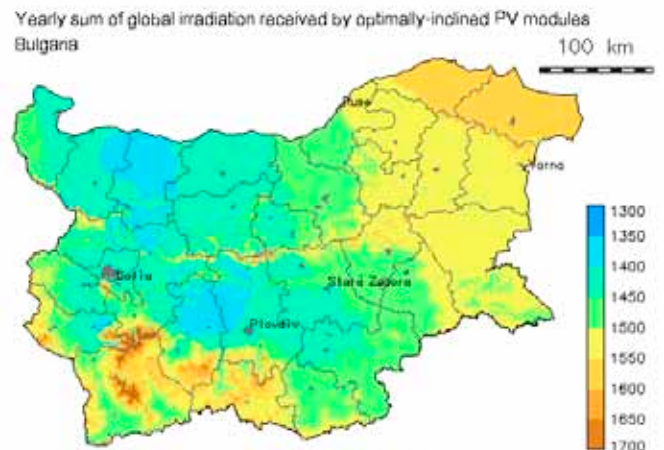 Yearly sum of global irradiation received by optimally-inclined PV modules
Bulgaria
100 km
Ruse
Varna
1300
1350
Sofia
1400
Stara Zagora
1450
1500
Plovdiv
1550
1600
1650
1700